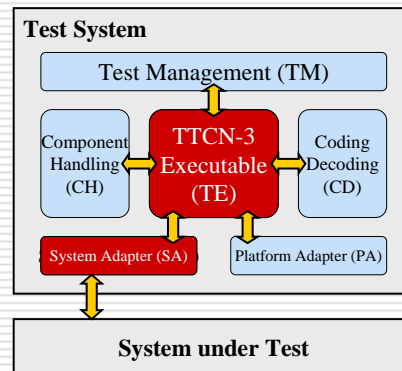 Test System
Test Management (TM)
Component
Handling
(CH)
TTCN-3
Executable
(TE)
Coding
Decoding
(CD)
System Adapter (SA)
Platform Adapter (PA)
System under Test